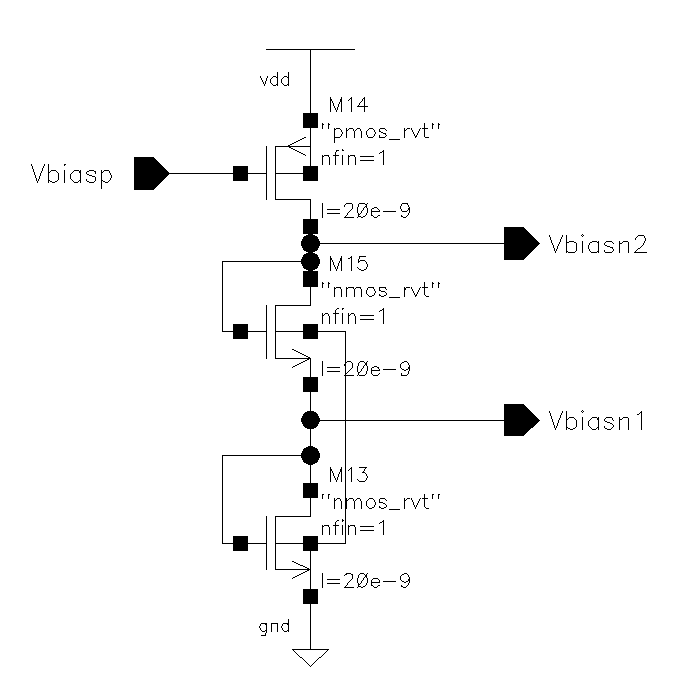 vdd
M14
"pmos_rvt"
nfin=1
Vbiasp
l=20e-9
Vbiasn2
M15
"nmos_rvt"
nfin=1
l=20e-9
Vbiasn1
M13
"nmos_rvt"
nfin=1
l=20e-9
gnd